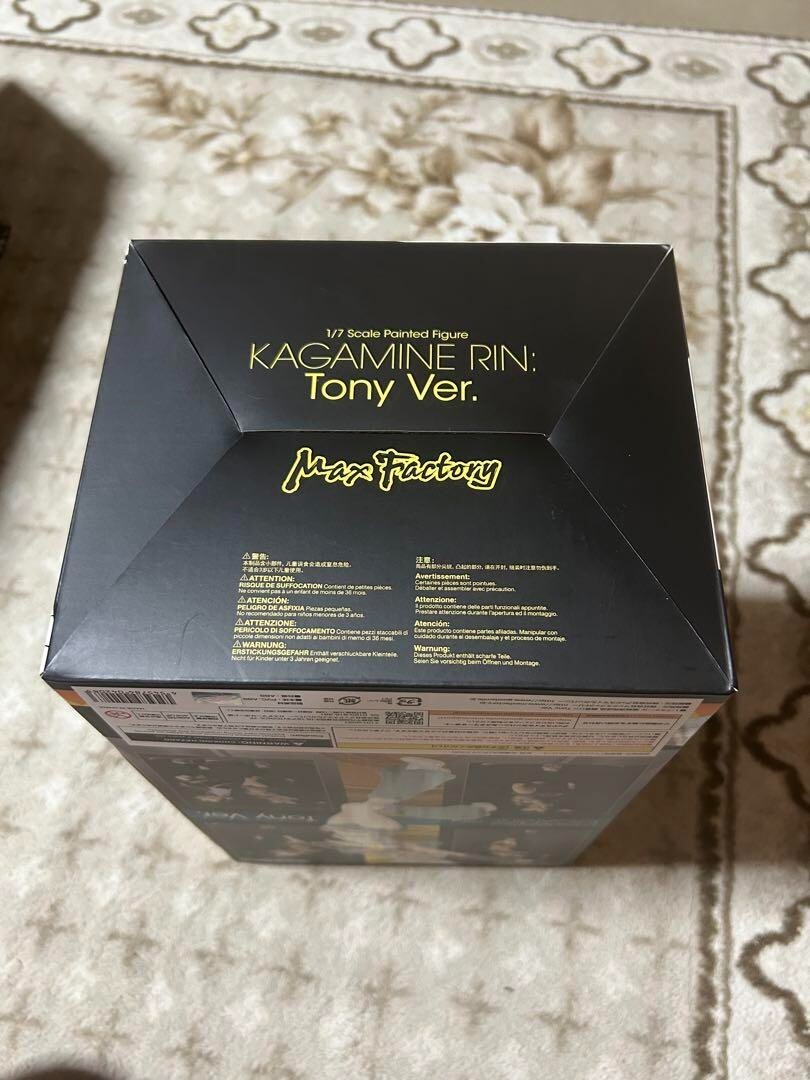 1/7 Scale Painted Figure
KAGAMINE RIN:
Tony Ver.
Max Factory
⚠警告:
本制品含小部件，儿童误食会造成窒息危险。
不适合3岁以下儿童使用。
⚠ATTENTION:
RISQUE DE SUFFOCATION Contient de petites pièces.
Ne convient pas à un enfant de moins de 36 mois.
⚠ATENCIÓN:
PELIGRO DE ASFIXIA Piezas pequeñas.
No recomendado para niños menores de 3 años.
⚠ATTENZIONE:
PERICOLO DI SOFFOCAMENTO Contiene pezzi staccabili di
piccole dimensioni non adati ai bambini di meno di 36 mesi.
⚠WARNUNG:
ERSTICKUNGSGEFAHR Enthält verschluckbare Kleinteile.
Nicht für Kinder unter 3 Jahren geeignet.
注意:
商品有部分尖锐、凸起的部分，请在开封、组装时注意勿伤到手。
Avertissement:
Certaines pièces sont pointues.
Déballer et assembler avec précaution.
Attenzione:
Il prodotto contiene delle parti funzionali appuntite.
Prestare attenzione durante l'apertura ed il montaggio.
Atención:
Este producto contiene partes afiladas. Manipular con
cuidado durante el desembalaje y el proceso de montaje.
Warnung:
Dieses Produkt enthält scharfe Teile.
Seien Sie vorsichtig beim Öffnen und Montage.
⚠ WARNING:
TONY VER.